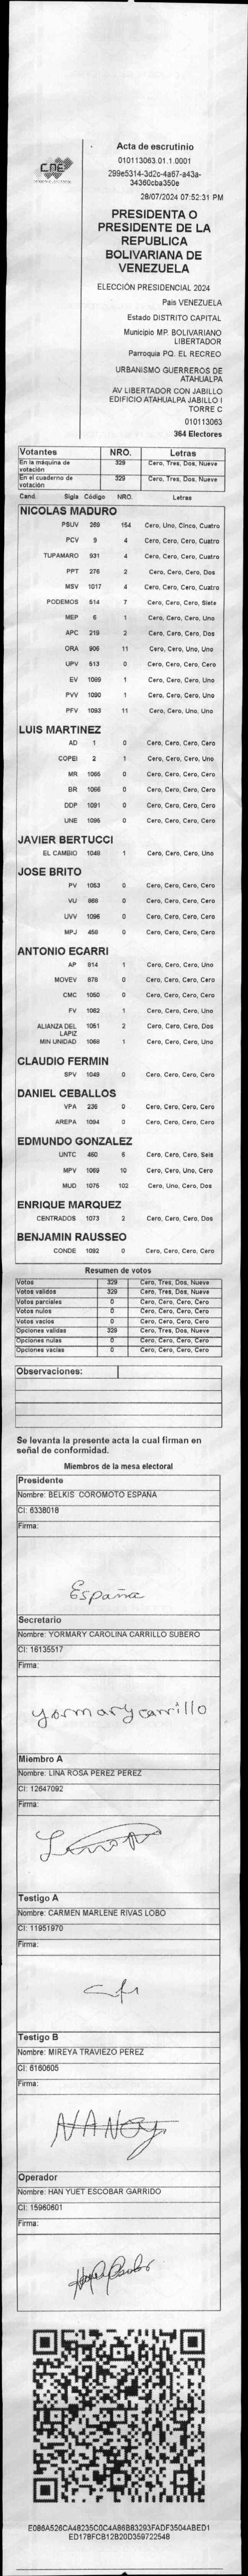 CNE
Acta de escrutinio
010113063.01.1.0001
299e5314-3d2c-4a67-a43a-
34360cba350e
28/07/2024 07:52:31 PM
PRESIDENTA O
PRESIDENTE DE LA
REPUBLICA
BOLIVARIANA DE
VENEZUELA
ELECCIÓN PRESIDENCIAL 2024
Pais VENEZUELA
Estado DISTRITO CAPITAL
Municipio MP. BOLIVARIANO
LIBERTADOR
Parroquia PQ. EL RECREO
URBANISMO GUERREROS DE
ATAHUALPA
AV LIBERTADOR CON JABILLO
EDIFICIO ATAHUALPA JABILLO I
TORRE C
010113063
364 Electores
Votantes NRO. Letras
En la máquina de votación 329 Cero, Tres, Dos, Nueve
En el cuaderno de votación 329 Cero, Tres, Dos, Nueve
Cand. Sigla Código NRO. Letras
NICOLAS MADURO
PSUV 269 154 Cero, Uno, Cinco, Cuatro
PCV 9 4 Cero, Cero, Cero, Cuatro
TUPAMARO 931 4 Cero, Cero, Cero, Cuatro
PPT 276 2 Cero, Cero, Cero, Dos
MSV 1017 4 Cero, Cero, Cero, Cuatro
PODEMOS 514 7 Cero, Cero, Cero, Siete
MEP 6 1 Cero, Cero, Cero, Uno
APC 219 2 Cero, Cero, Cero, Dos
ORA 906 11 Cero, Cero, Uno, Uno
UPV 513 0 Cero, Cero, Cero, Cero
EV 1089 1 Cero, Cero, Cero, Uno
PVV 1090 1 Cero, Cero, Cero, Uno
PFV 1093 11 Cero, Cero, Uno, Uno
LUIS MARTINEZ
AD 1 0 Cero, Cero, Cero, Cero
COPEI 2 1 Cero, Cero, Cero, Uno
MR 1065 0 Cero, Cero, Cero, Cero
BR 1066 0 Cero, Cero, Cero, Cero
DDP 1091 0 Cero, Cero, Cero, Cero
UNE 1095 0 Cero, Cero, Cero, Cero
JAVIER BERTUCCI
EL CAMBIO 1048 1 Cero, Cero, Cero, Uno
JOSE BRITO
PV 1053 0 Cero, Cero, Cero, Cero
VU 968 0 Cero, Cero, Cero, Cero
UVV 1096 0 Cero, Cero, Cero, Cero
MPJ 458 0 Cero, Cero, Cero, Cero
ANTONIO ECARRI
AP 814 1 Cero, Cero, Cero, Uno
MOVEV 878 0 Cero, Cero, Cero, Cero
CMC 1050 0 Cero, Cero, Cero, Cero
FV 1062 1 Cero, Cero, Cero, Uno
ALIANZA DEL LAPIZ 1051 2 Cero, Cero, Cero, Dos
MIN UNIDAD 1068 1 Cero, Cero, Cero, Uno
CLAUDIO FERMIN
SPV 1049 0 Cero, Cero, Cero, Cero
DANIEL CEBALLOS
VPA 236 0 Cero, Cero, Cero, Cero
AREPA 1094 0 Cero, Cero, Cero, Cero
EDMUNDO GONZALEZ
UNTC 460 6 Cero, Cero, Cero, Seis
MPV 1069 10 Cero, Cero, Uno, Cero
MUD 1075 102 Cero, Uno, Cero, Dos
ENRIQUE MARQUEZ
CENTRADOS 1073 2 Cero, Cero, Cero, Dos
BENJAMIN RAUSSEO
CONDE 1092 0 Cero, Cero, Cero, Cero
Resumen de votos
Votos 329 Cero, Tres, Dos, Nueve
Votos validos 329 Cero, Tres, Dos, Nueve
Votos parciales 0 Cero, Cero, Cero, Cero
Votos nulos 0 Cero, Cero, Cero, Cero
Votos vacios 0 Cero, Cero, Cero, Cero
Opciones validas 329 Cero, Tres, Dos, Nueve
Opciones nulas 0 Cero, Cero, Cero, Cero
Opciones vacias 0 Cero, Cero, Cero, Cero
Observaciones:
Se levanta la presente acta la cual firman en
señal de conformidad.
Miembros de la mesa electoral
Presidente
Nombre: BELKIS COROMOTO ESPAÑA
CI: 6338018
Firma:
España
Secretario
Nombre: YORMARY CAROLINA CARRILLO SUBERO
CI: 16135517
Firma:
yormary carrillo
Miembro A
Nombre: LINA ROSA PEREZ PEREZ
CI: 12647092
Firma:
Testigo A
Nombre: CARMEN MARLENE RIVAS LOBO
CI: 11951970
Firma:
Testigo B
Nombre: MIREYA TRAVIEZO PEREZ
CI: 6160605
Firma:
Operador
Nombre: HAN YUET ESCOBAR GARRIDO
CI: 15960601
Firma:
E086A526CA48235C0C4A86B83293FADF3504ABED1
ED178FCB12B20D359722548